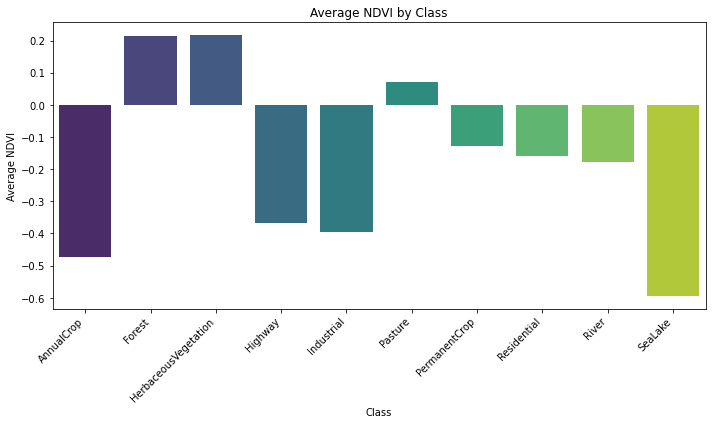 Average NDVI by Class
Average NDVI
0.2
0.1
0.0
−0.1
−0.2
−0.3
−0.4
−0.5
−0.6
AnnualCrop
Forest
HerbaceousVegetation
Highway
Industrial
Pasture
PermanentCrop
Residential
River
SeaLake
Class